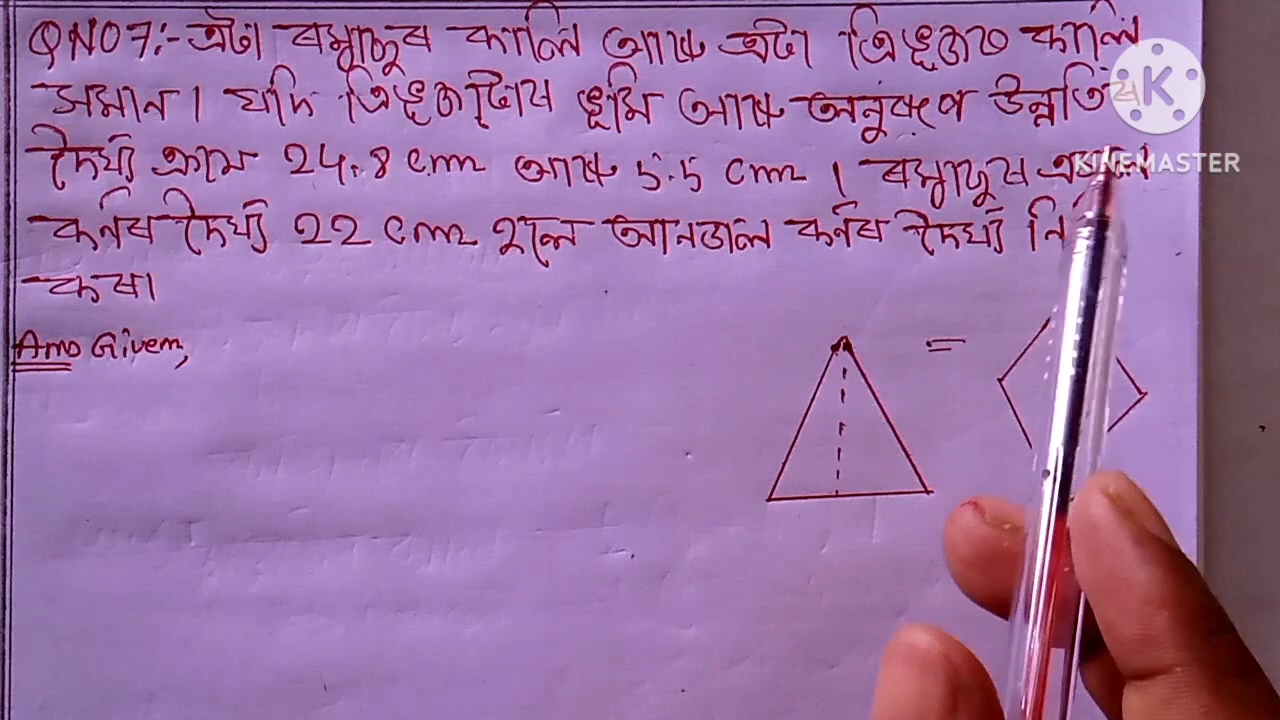 QNO7:- এটা ৰম্বাচৰ কালি আৰু এটা ত্ৰিভূজৰ কালি
সমান। যদি ত্ৰিভূজটোৰ ভূমি আৰু অনুৰূপ উন্নতিৰ
দৈৰ্ঘ্য ক্ৰমে 24.8 cm আৰু 5.5 cm। ৰম্বাচৰ
কৰ্ণৰ দৈৰ্ঘ্য 22 cm হলে আনডাল কৰ্ণৰ দৈৰ্ঘ্য
কৰা।
Ans Given,
=
K
KINEMASTER